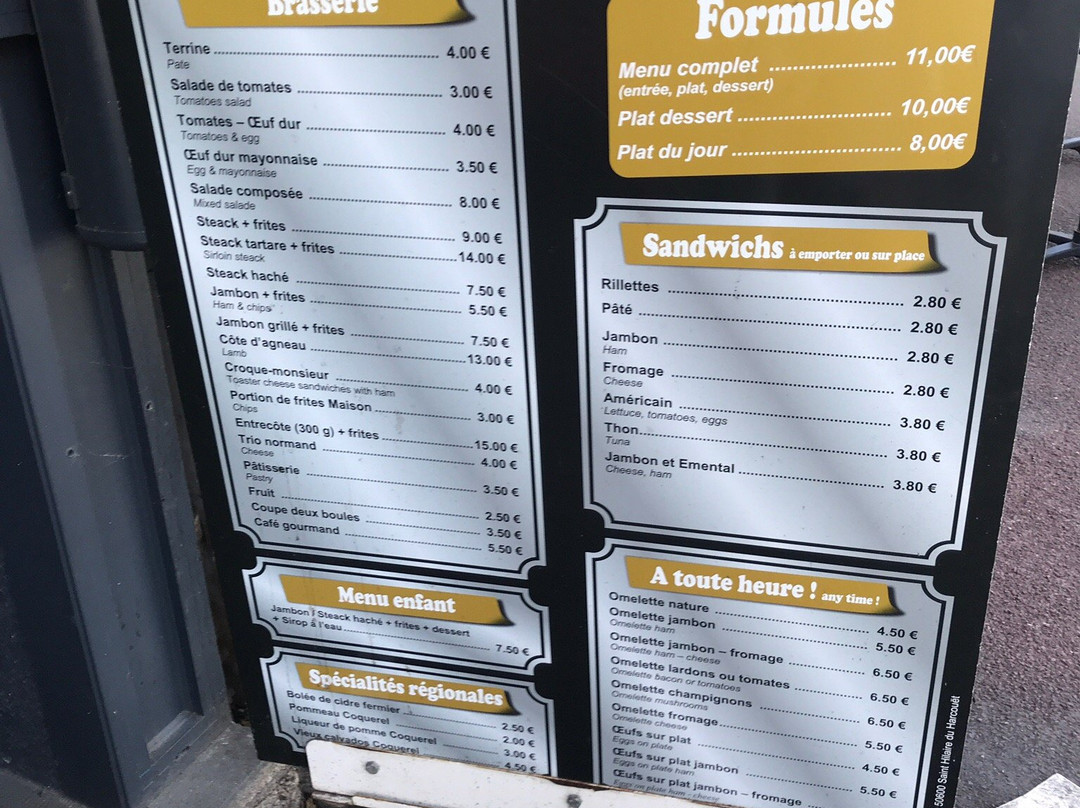 Brasserie
Terrine ........ 4.00 €
Pate
Salade de tomates ........ 3.00 €
Tomatoes salad
Tomates – Œuf dur ........ 4.00 €
Tomatoes & egg
Œuf dur mayonnaise ........ 3.50 €
Egg & mayonnaise
Salade composée ........ 8.00 €
Mixed salade
Steack + frites ........ 9.00 €
Steack tartare + frites ........ 14.00 €
Sirloin steack
Steack haché ........ 7.50 €
Jambon + frites ........ 5.50 €
Ham & chips
Jambon grillé + frites ........ 7.50 €
Côte d'agneau ........ 13.00 €
Lamb
Croque-monsieur ........ 4.00 €
Toaster cheese sandwiches with ham
Portion de frites Maison ........ 3.00 €
Chips
Entrecôte (300 g) + frites ........ 15.00 €
Trio normand ........ 4.00 €
Cheese
Pâtisserie ........ 3.50 €
Pastry
Fruit ........ 2.50 €
Coupe deux boules ........ 3.50 €
Café gourmand ........ 5.50 €
Menu enfant
Jambon / Steack haché + frites + dessert
+ Sirop à l'eau ........ 7.50 €
Spécialités régionales
Bolée de cidre fermier ........ 2.50 €
Pommeau Coquerel ........ 2.00 €
Liqueur de pomme Coquerel ........ 3.00 €
Vieux calvados Coquerel ........ 4.50 €
Formules
Menu complet ........ 11,00€
(entrée, plat, dessert)
Plat dessert ........ 10,00€
Plat du jour ........ 8,00€
Sandwichs à emporter ou sur place
Rillettes ........ 2.80 €
Pâté ........ 2.80 €
Jambon ........ 2.80 €
Ham
Fromage ........ 2.80 €
Cheese
Américain ........ 3.80 €
Lettuce, tomatoes, eggs
Thon ........ 3.80 €
Tuna
Jambon et Emental ........ 3.80 €
Cheese, ham
A toute heure ! any time !
Omelette nature ........ 4.50 €
Omelette jambon ........ 5.50 €
Omelette ham
Omelette jambon – fromage ........ 6.50 €
Omelette ham – cheese
Omelette lardons ou tomates ........ 6.50 €
Omelette bacon or tomatoes
Omelette champignons ........ 6.50 €
Omelette mushrooms
Omelette fromage ........ 5.50 €
Omelette cheese
Œufs sur plat ........ 4.50 €
Eggs on plate
Œufs sur plat jambon ........ 5.50 €
Eggs on plate ham
Œufs sur plat jambon – fromage
Eggs on plate ham - cheese
50600 Saint Hilaire du Harcouët